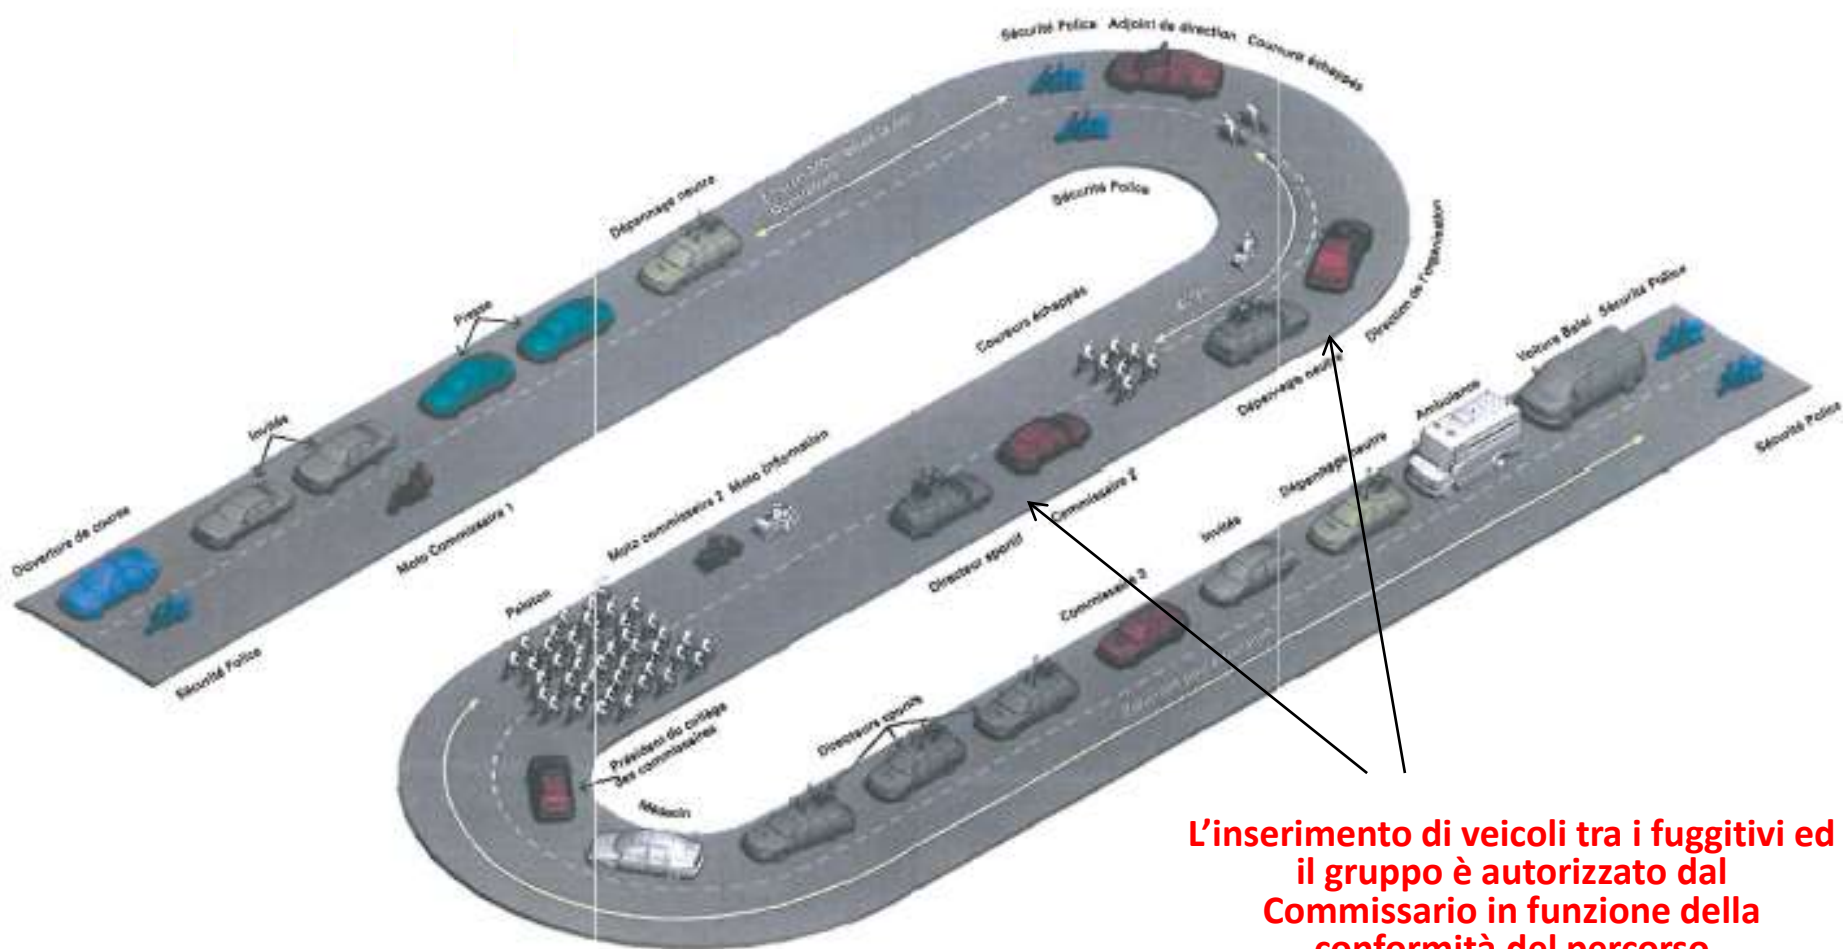 Sécurité Police Adjoint de direction Coureurs échappés
Dépannage neutre
Sécurité Police
Presse
Direction de l'organisation
Coureurs échappés
Voiture Balai Sécurité Police
Invités
Dépannage neutre
Ambulance
Sécurité Police
Moto commissaire 2 Moto information
Dépannage neutre
Ouverture de course
Moto Commissaire 1
Commissaire 2
Invités
Directeur sportif
Peloton
Commissaire 3
Sécurité Police
Président du collège
des commissaires
Directeurs sportifs
Médecin
L'inserimento di veicoli tra i fuggitivi ed
il gruppo è autorizzato dal
Commissario in funzione della
conformità del percorso